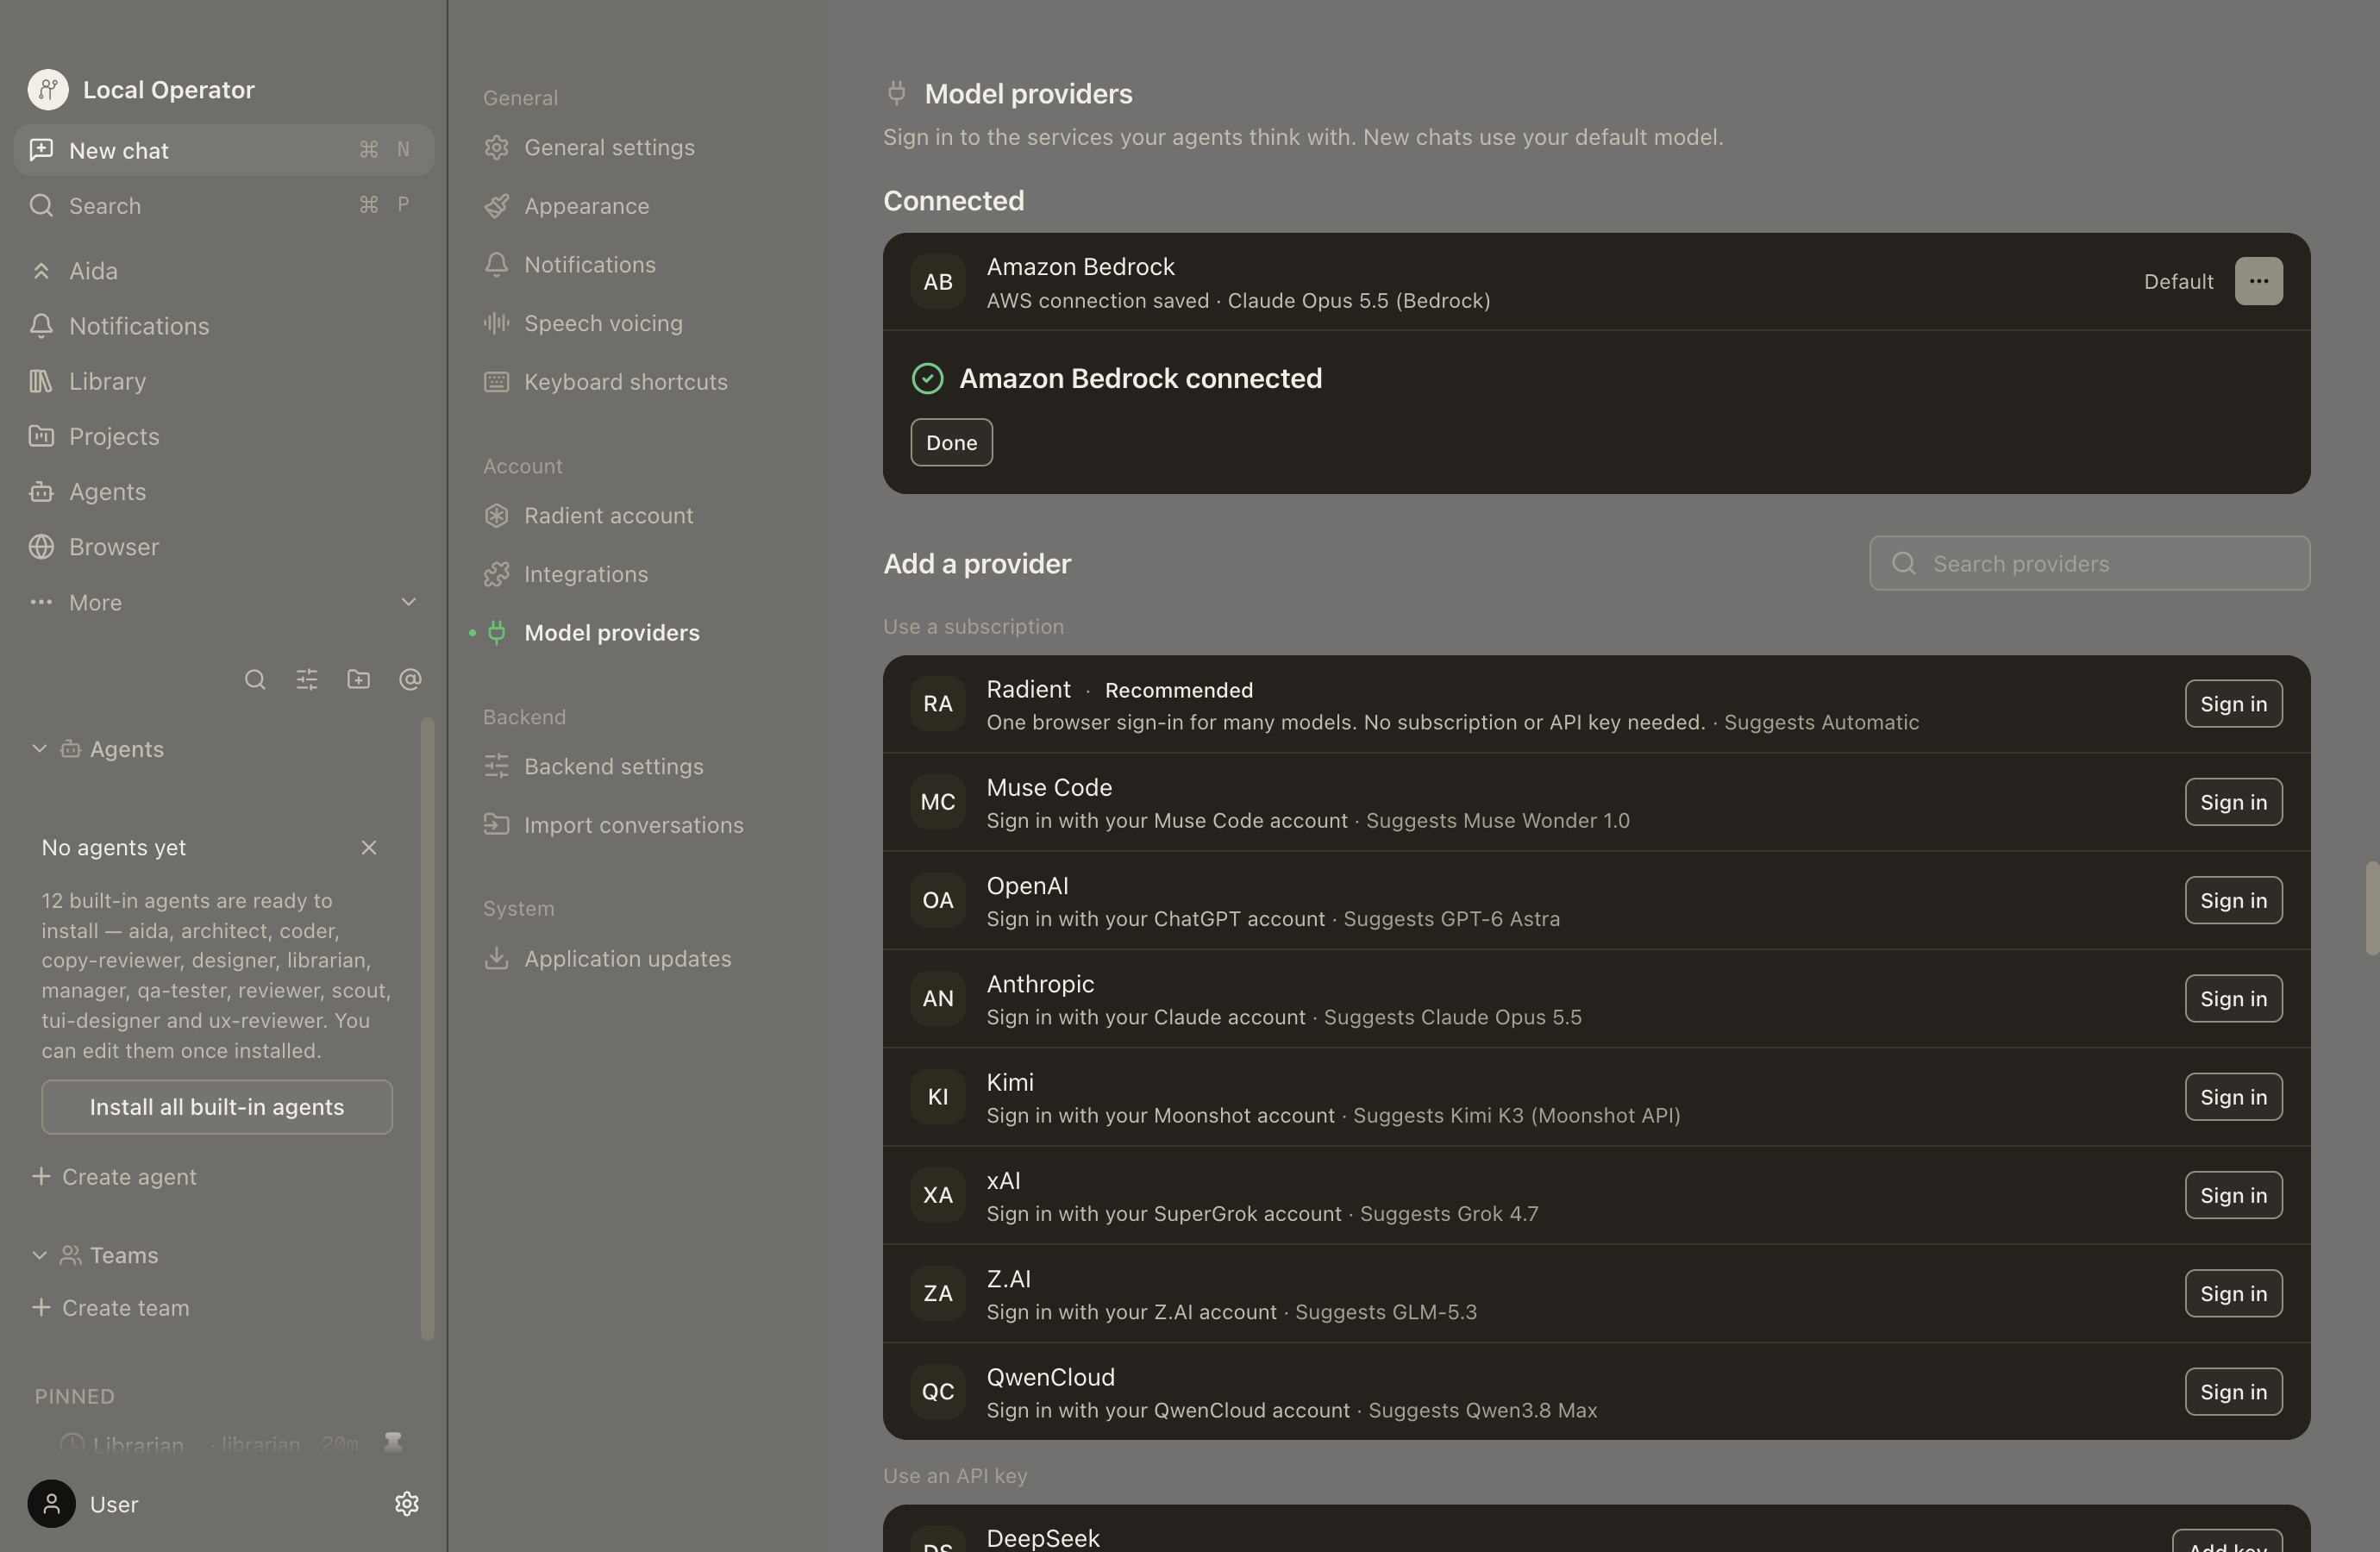 Local Operator
New chat ⌘ N
Search ⌘ P
Aida
Notifications
Library
Projects
Agents
Browser
More
Agents
No agents yet
12 built-in agents are ready to
install — aida, architect, coder,
copy-reviewer, designer, librarian,
manager, qa-tester, reviewer, scout,
tui-designer and ux-reviewer. You
can edit them once installed.
Install all built-in agents
Create agent
Teams
Create team
PINNED
Librarian · librarian 20m
User
General
General settings
Appearance
Notifications
Speech voicing
Keyboard shortcuts
Account
Radient account
Integrations
Model providers
Backend
Backend settings
Import conversations
System
Application updates
Model providers
Sign in to the services your agents think with. New chats use your default model.
Connected
AB
Amazon Bedrock
AWS connection saved · Claude Opus 5.5 (Bedrock)
Default
Amazon Bedrock connected
Done
Add a provider
Search providers
Use a subscription
RA
Radient · Recommended
One browser sign-in for many models. No subscription or API key needed. · Suggests Automatic
Sign in
MC
Muse Code
Sign in with your Muse Code account · Suggests Muse Wonder 1.0
Sign in
OA
OpenAI
Sign in with your ChatGPT account · Suggests GPT-6 Astra
Sign in
AN
Anthropic
Sign in with your Claude account · Suggests Claude Opus 5.5
Sign in
KI
Kimi
Sign in with your Moonshot account · Suggests Kimi K3 (Moonshot API)
Sign in
XA
xAI
Sign in with your SuperGrok account · Suggests Grok 4.7
Sign in
ZA
Z.AI
Sign in with your Z.AI account · Suggests GLM-5.3
Sign in
QC
QwenCloud
Sign in with your QwenCloud account · Suggests Qwen3.8 Max
Sign in
Use an API key
DS
DeepSeek
Add key